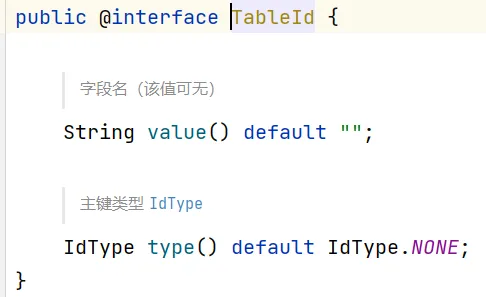 public @interface TableId {
字段名（该值可无）
String value() default "";
主键类型 IdType
IdType type() default IdType.NONE;
}